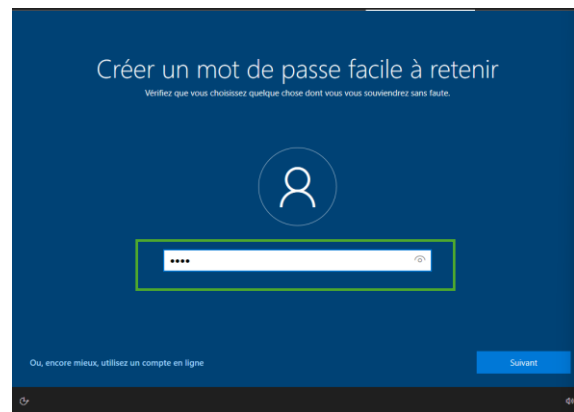 Créer un mot de passe facile à retenir
Vérifiez que vous choisissez quelque chose dont vous vous souviendrez sans faute.
••••
Ou, encore mieux, utilisez un compte en ligne
Suivant